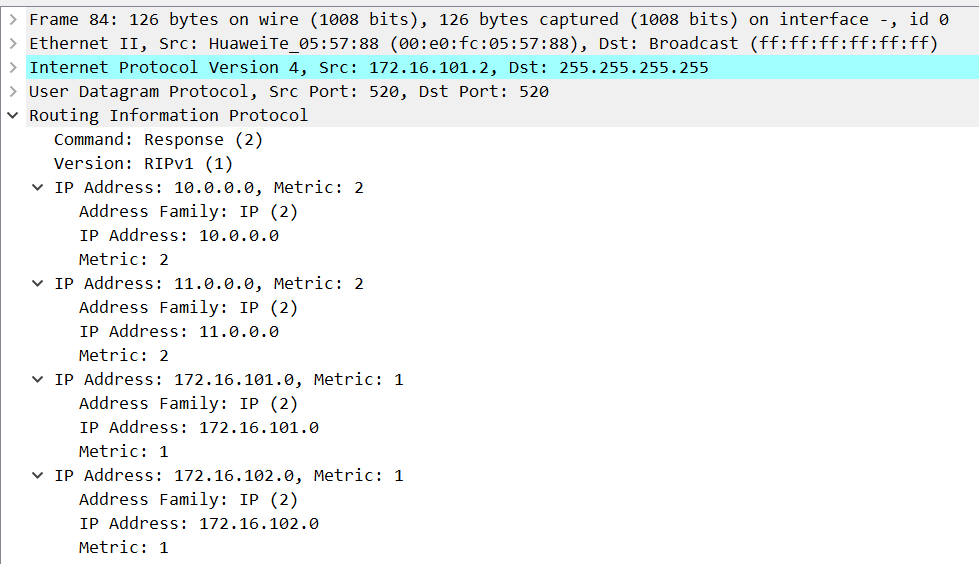 Frame 84: 126 bytes on wire (1008 bits), 126 bytes captured (1008 bits) on interface -, id 0
Ethernet II, Src: HuaweiTe_05:57:88 (00:e0:fc:05:57:88), Dst: Broadcast (ff:ff:ff:ff:ff:ff)
Internet Protocol Version 4, Src: 172.16.101.2, Dst: 255.255.255.255
User Datagram Protocol, Src Port: 520, Dst Port: 520
Routing Information Protocol
Command: Response (2)
Version: RIPv1 (1)
IP Address: 10.0.0.0, Metric: 2
Address Family: IP (2)
IP Address: 10.0.0.0
Metric: 2
IP Address: 11.0.0.0, Metric: 2
Address Family: IP (2)
IP Address: 11.0.0.0
Metric: 2
IP Address: 172.16.101.0, Metric: 1
Address Family: IP (2)
IP Address: 172.16.101.0
Metric: 1
IP Address: 172.16.102.0, Metric: 1
Address Family: IP (2)
IP Address: 172.16.102.0
Metric: 1